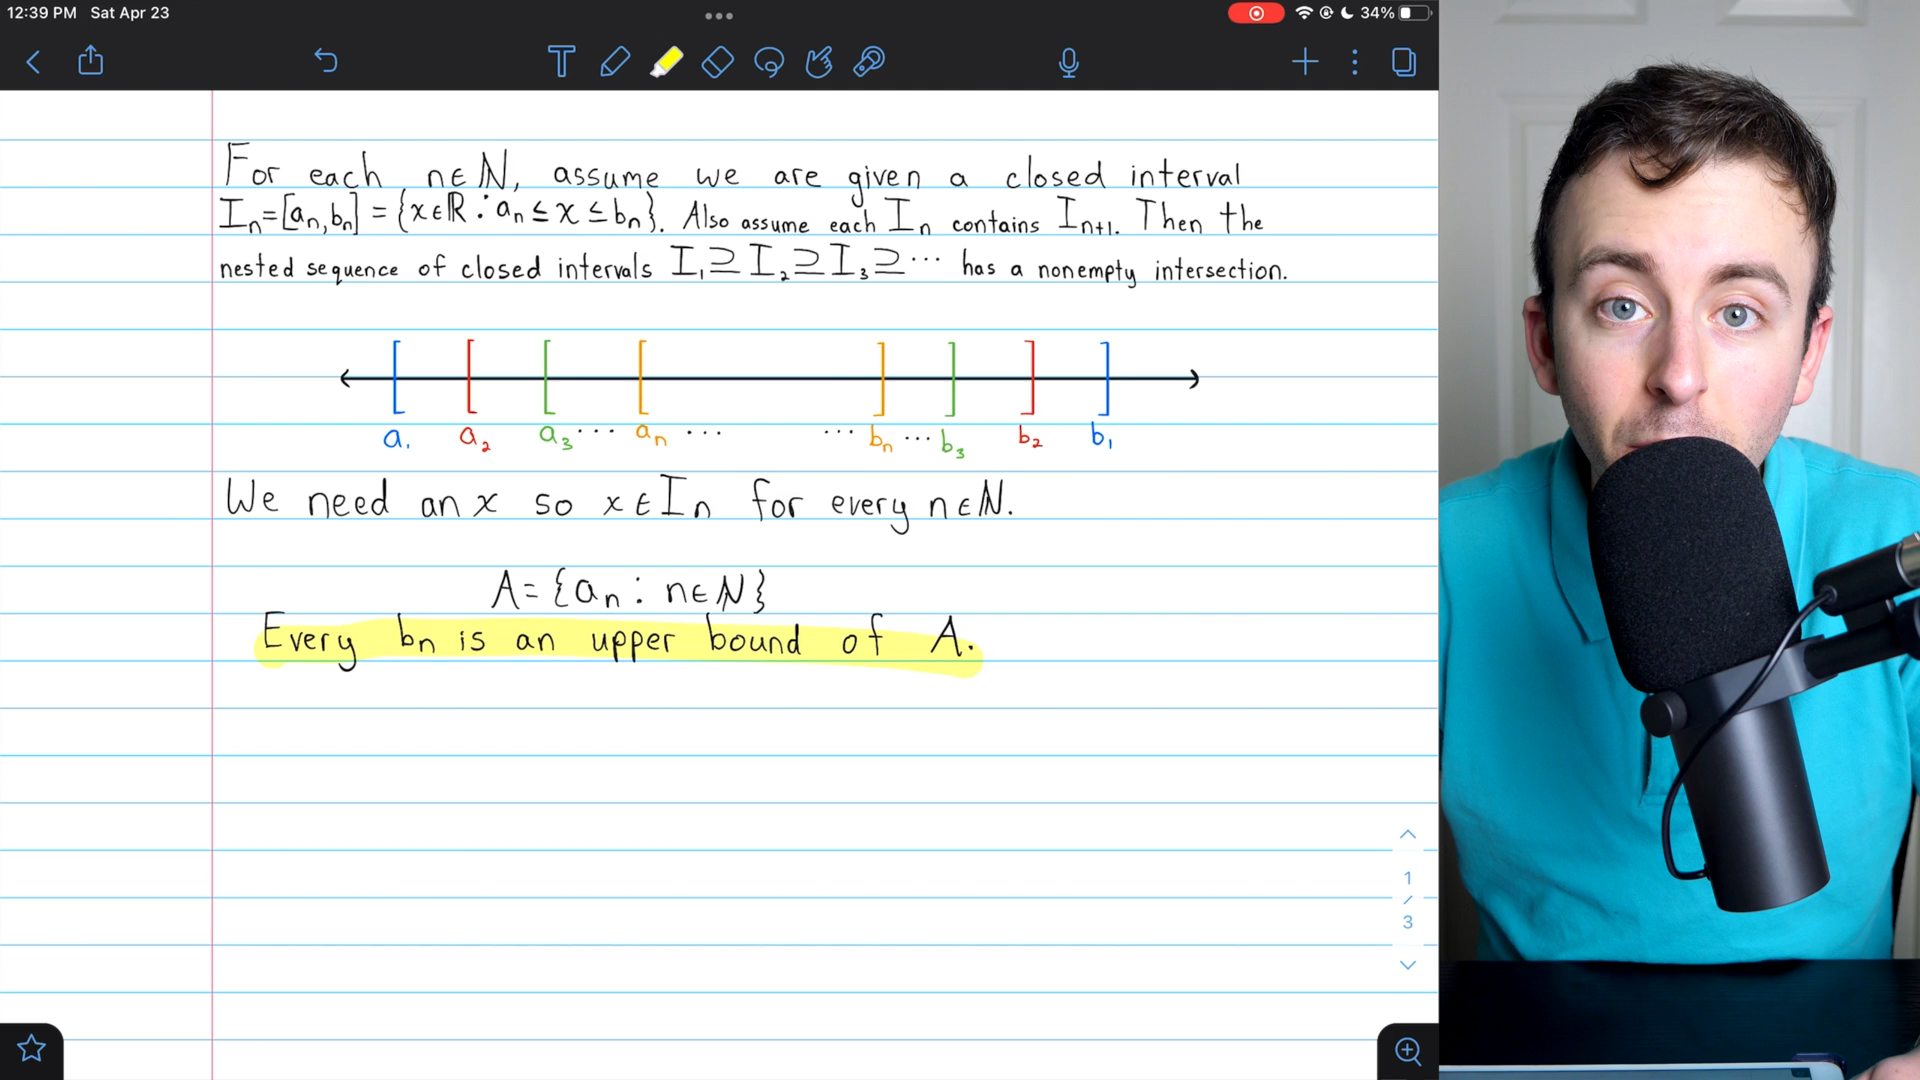 12:39 PM Sat Apr 23
34%
For each n∈ℕ, assume we are given a closed interval
Iₙ=[aₙ,bₙ] = {x∈ℝ : aₙ ≤ x ≤ bₙ}. Also assume each Iₙ contains Iₙ₊₁. Then the
nested sequence of closed intervals I₁⊇I₂⊇I₃⊇⋯ has a nonempty intersection.
a₁ a₂ a₃ ⋯ aₙ ⋯ ⋯ bₙ ⋯ b₃ b₂ b₁
We need an x so x∈Iₙ for every n∈ℕ.
A={aₙ : n∈ℕ}
Every bₙ is an upper bound of A.
1
/
3